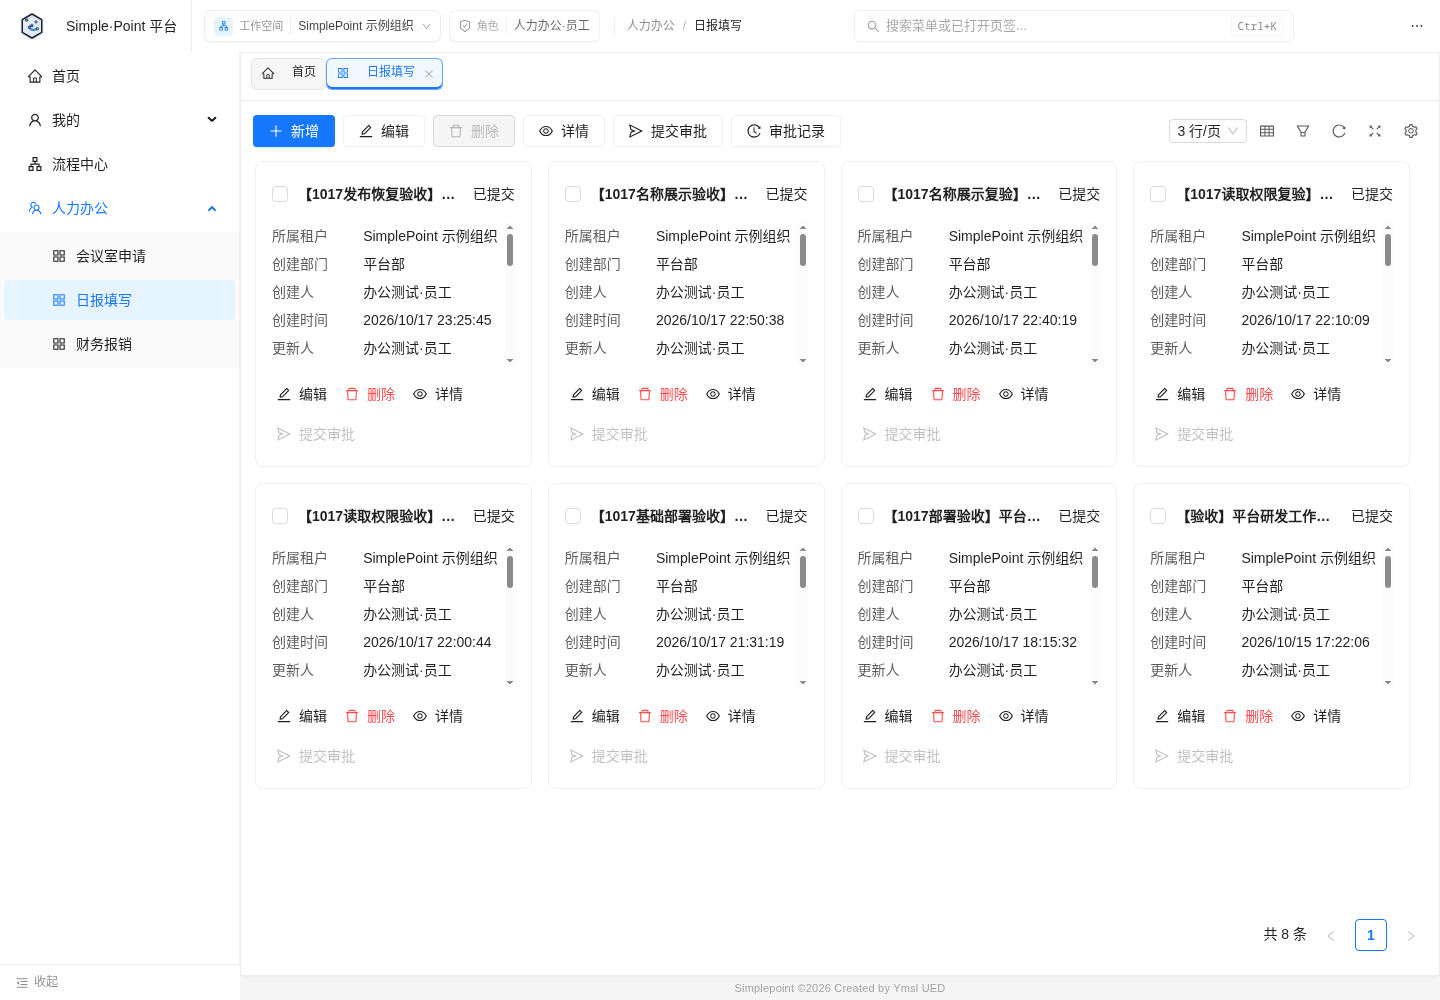 Simple·Point 平台
工作空间 SimplePoint 示例组织
角色 人力办公·员工
人力办公 / 日报填写
搜索菜单或已打开页签... Ctrl+K
首页
我的
流程中心
人力办公
会议室申请
日报填写
财务报销
收起
首页 日报填写
新增 编辑 删除 详情 提交审批 审批记录 3 行/页
【1017发布恢复验收】... 已提交
所属租户 SimplePoint 示例组织
创建部门 平台部
创建人 办公测试·员工
创建时间 2026/10/17 23:25:45
更新人 办公测试·员工
编辑 删除 详情
提交审批
【1017名称展示验收】... 已提交
所属租户 SimplePoint 示例组织
创建部门 平台部
创建人 办公测试·员工
创建时间 2026/10/17 22:50:38
更新人 办公测试·员工
编辑 删除 详情
提交审批
【1017名称展示复验】... 已提交
所属租户 SimplePoint 示例组织
创建部门 平台部
创建人 办公测试·员工
创建时间 2026/10/17 22:40:19
更新人 办公测试·员工
编辑 删除 详情
提交审批
【1017读取权限复验】... 已提交
所属租户 SimplePoint 示例组织
创建部门 平台部
创建人 办公测试·员工
创建时间 2026/10/17 22:10:09
更新人 办公测试·员工
编辑 删除 详情
提交审批
【1017读取权限验收】... 已提交
所属租户 SimplePoint 示例组织
创建部门 平台部
创建人 办公测试·员工
创建时间 2026/10/17 22:00:44
更新人 办公测试·员工
编辑 删除 详情
提交审批
【1017基础部署验收】... 已提交
所属租户 SimplePoint 示例组织
创建部门 平台部
创建人 办公测试·员工
创建时间 2026/10/17 21:31:19
更新人 办公测试·员工
编辑 删除 详情
提交审批
【1017部署验收】平台... 已提交
所属租户 SimplePoint 示例组织
创建部门 平台部
创建人 办公测试·员工
创建时间 2026/10/17 18:15:32
更新人 办公测试·员工
编辑 删除 详情
提交审批
【验收】平台研发工作... 已提交
所属租户 SimplePoint 示例组织
创建部门 平台部
创建人 办公测试·员工
创建时间 2026/10/15 17:22:06
更新人 办公测试·员工
编辑 删除 详情
提交审批
共 8 条 1
Simplepoint ©2026 Created by Ymsl UED